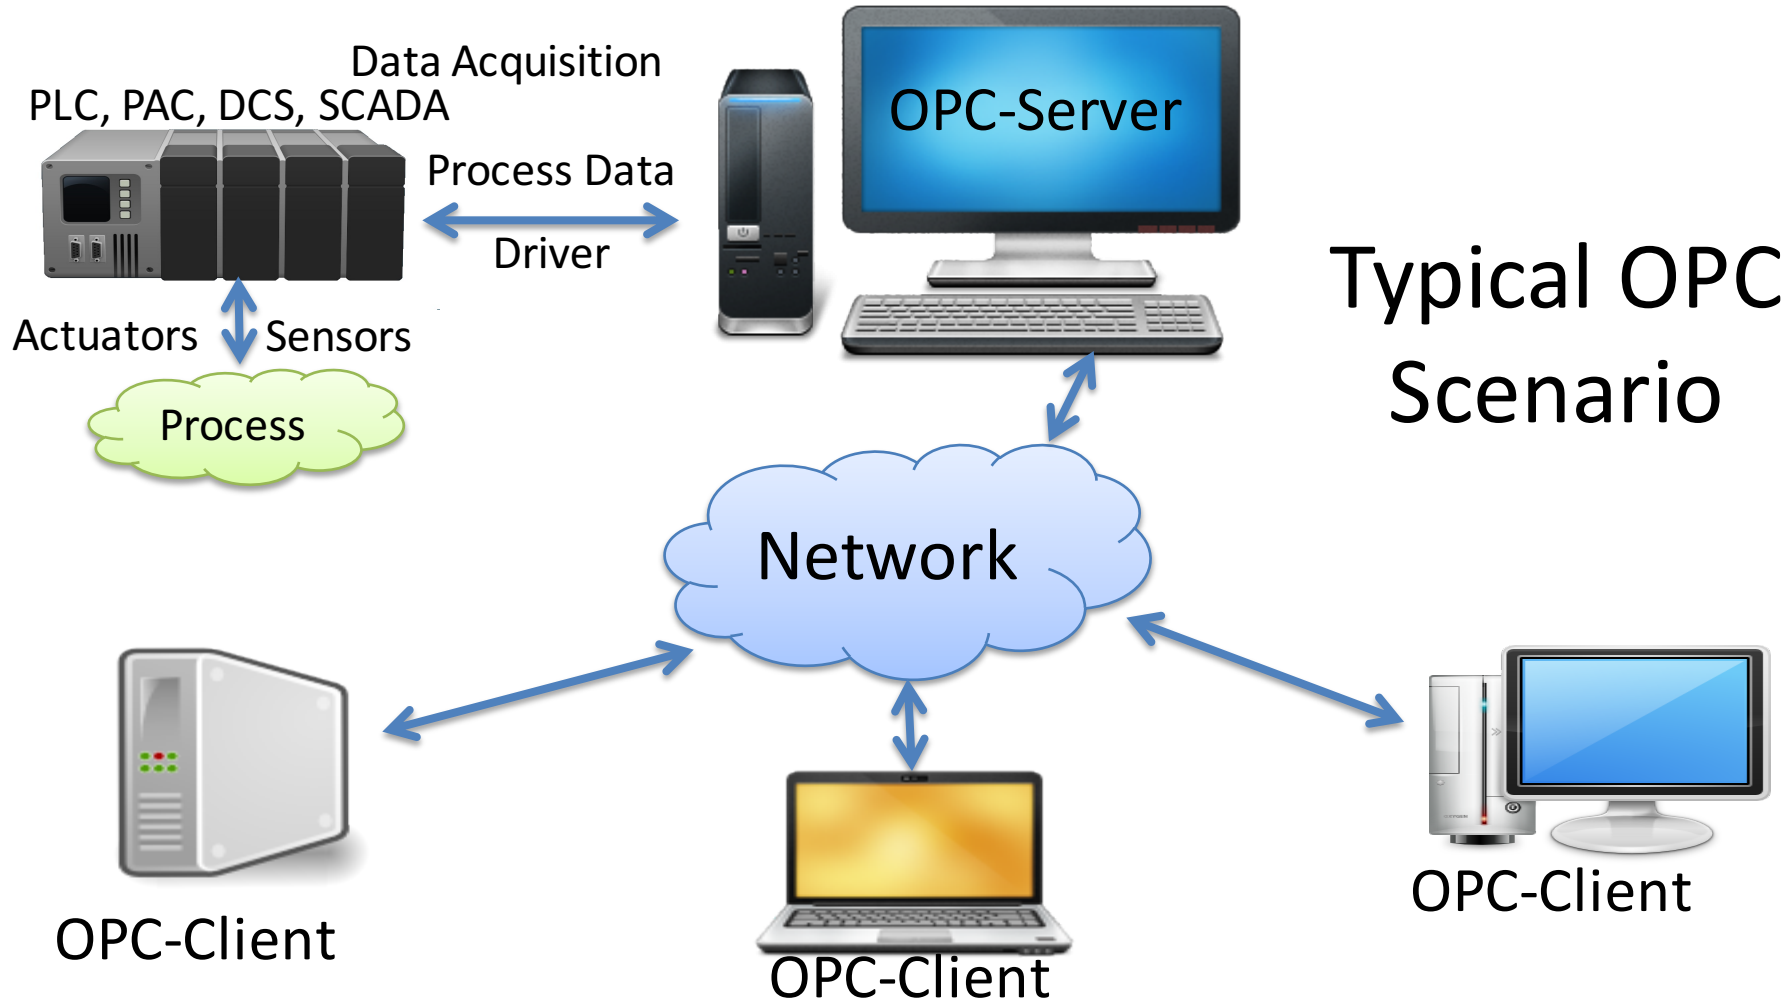 Data Acquisition
PLC, PAC, DCS, SCADA
OPC-Server
Process Data
Driver
Actuators
Sensors
Process
Typical OPC
Scenario
Network
OPC-Client
OPC-Client
OPC-Client